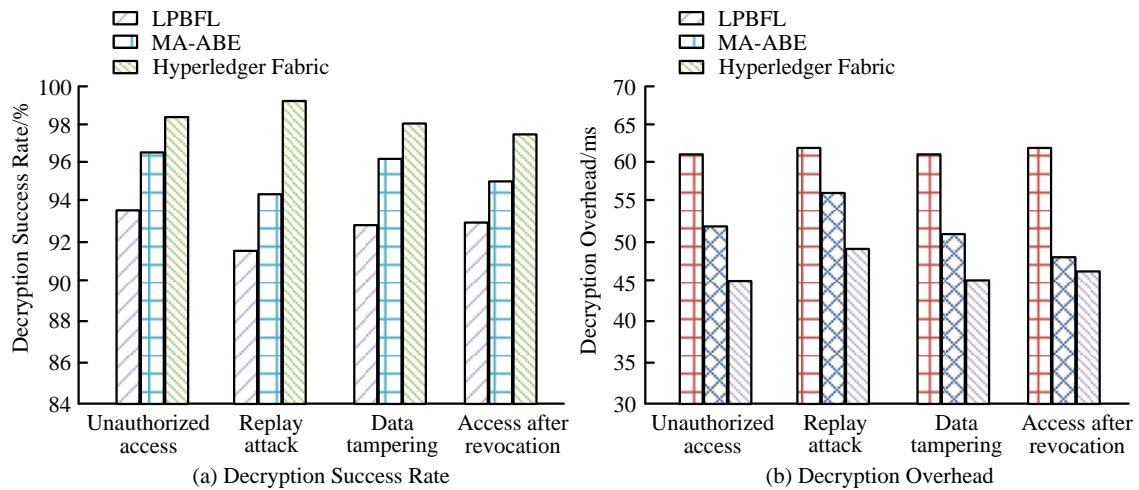 LPBFL
MA-ABE
Hyperledger Fabric
Decryption Success Rate/%
100
98
96
94
92
90
88
86
84
Unauthorized access
Replay attack
Data tampering
Access after revocation
(a) Decryption Success Rate
LPBFL
MA-ABE
Hyperledger Fabric
Decryption Overhead/ms
70
65
60
55
50
45
40
35
30
Unauthorized access
Replay attack
Data tampering
Access after revocation
(b) Decryption Overhead